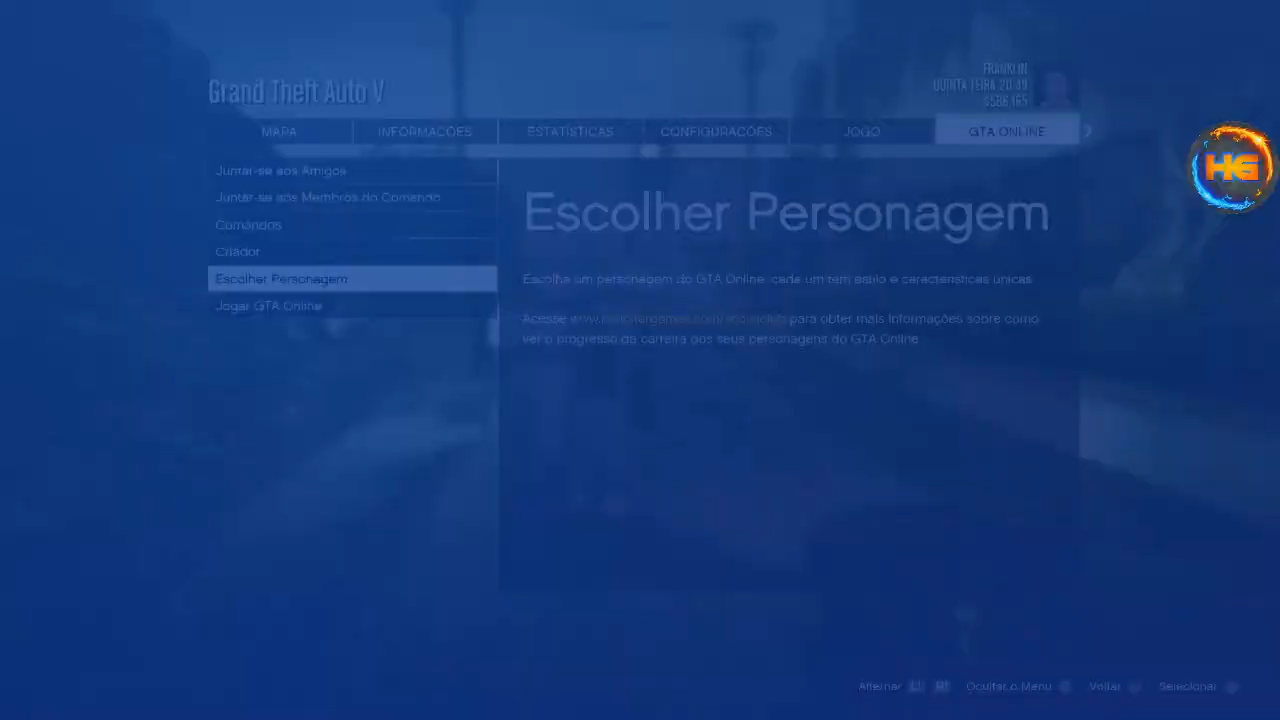 Grand Theft Auto V
FRANKLIN
QUINTA FEIRA 20:49
MAPA
INFORMAÇÕES
ESTATÍSTICAS
CONFIGURAÇÕES
JOGO
GTA ONLINE
HG
Juntar-se aos Amigos
Juntar-se aos Membros do Comando
Comandos
Criador
Escolher Personagem
Jogar GTA Online
Escolher Personagem
Escolha um personagem do GTA Online, cada um tem estilo e características únicas.
Acesse para obter mais informações sobre como
ver o progresso da carreira dos seus personagens do GTA Online.
Alternar L1 R1 Ocultar o Menu Voltar Selecionar